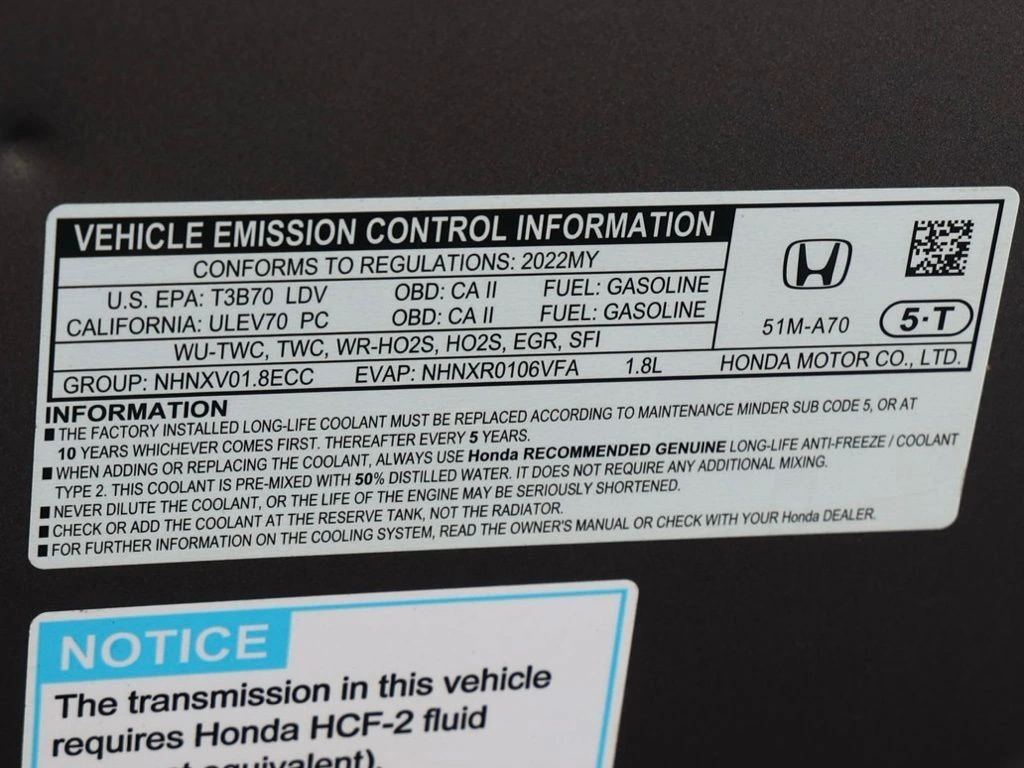 VEHICLE EMISSION CONTROL INFORMATION
CONFORMS TO REGULATIONS: 2022MY
U.S. EPA: T3B70 LDV OBD: CA II FUEL: GASOLINE
CALIFORNIA: ULEV70 PC OBD: CA II FUEL: GASOLINE
WU-TWC, TWC, WR-HO2S, HO2S, EGR, SFI
51M-A70 5·T
GROUP: NHNXV01.8ECC EVAP: NHNXR0106VFA 1.8L HONDA MOTOR CO., LTD.
INFORMATION
■ THE FACTORY INSTALLED LONG-LIFE COOLANT MUST BE REPLACED ACCORDING TO MAINTENANCE MINDER SUB CODE 5, OR AT
10 YEARS WHICHEVER COMES FIRST. THEREAFTER EVERY 5 YEARS.
■ WHEN ADDING OR REPLACING THE COOLANT, ALWAYS USE Honda RECOMMENDED GENUINE LONG-LIFE ANTI-FREEZE / COOLANT
TYPE 2. THIS COOLANT IS PRE-MIXED WITH 50% DISTILLED WATER. IT DOES NOT REQUIRE ANY ADDITIONAL MIXING.
■ NEVER DILUTE THE COOLANT, OR THE LIFE OF THE ENGINE MAY BE SERIOUSLY SHORTENED.
■ CHECK OR ADD THE COOLANT AT THE RESERVE TANK, NOT THE RADIATOR.
■ FOR FURTHER INFORMATION ON THE COOLING SYSTEM, READ THE OWNER'S MANUAL OR CHECK WITH YOUR Honda DEALER.
NOTICE
The transmission in this vehicle
requires Honda HCF-2 fluid
equivalent).